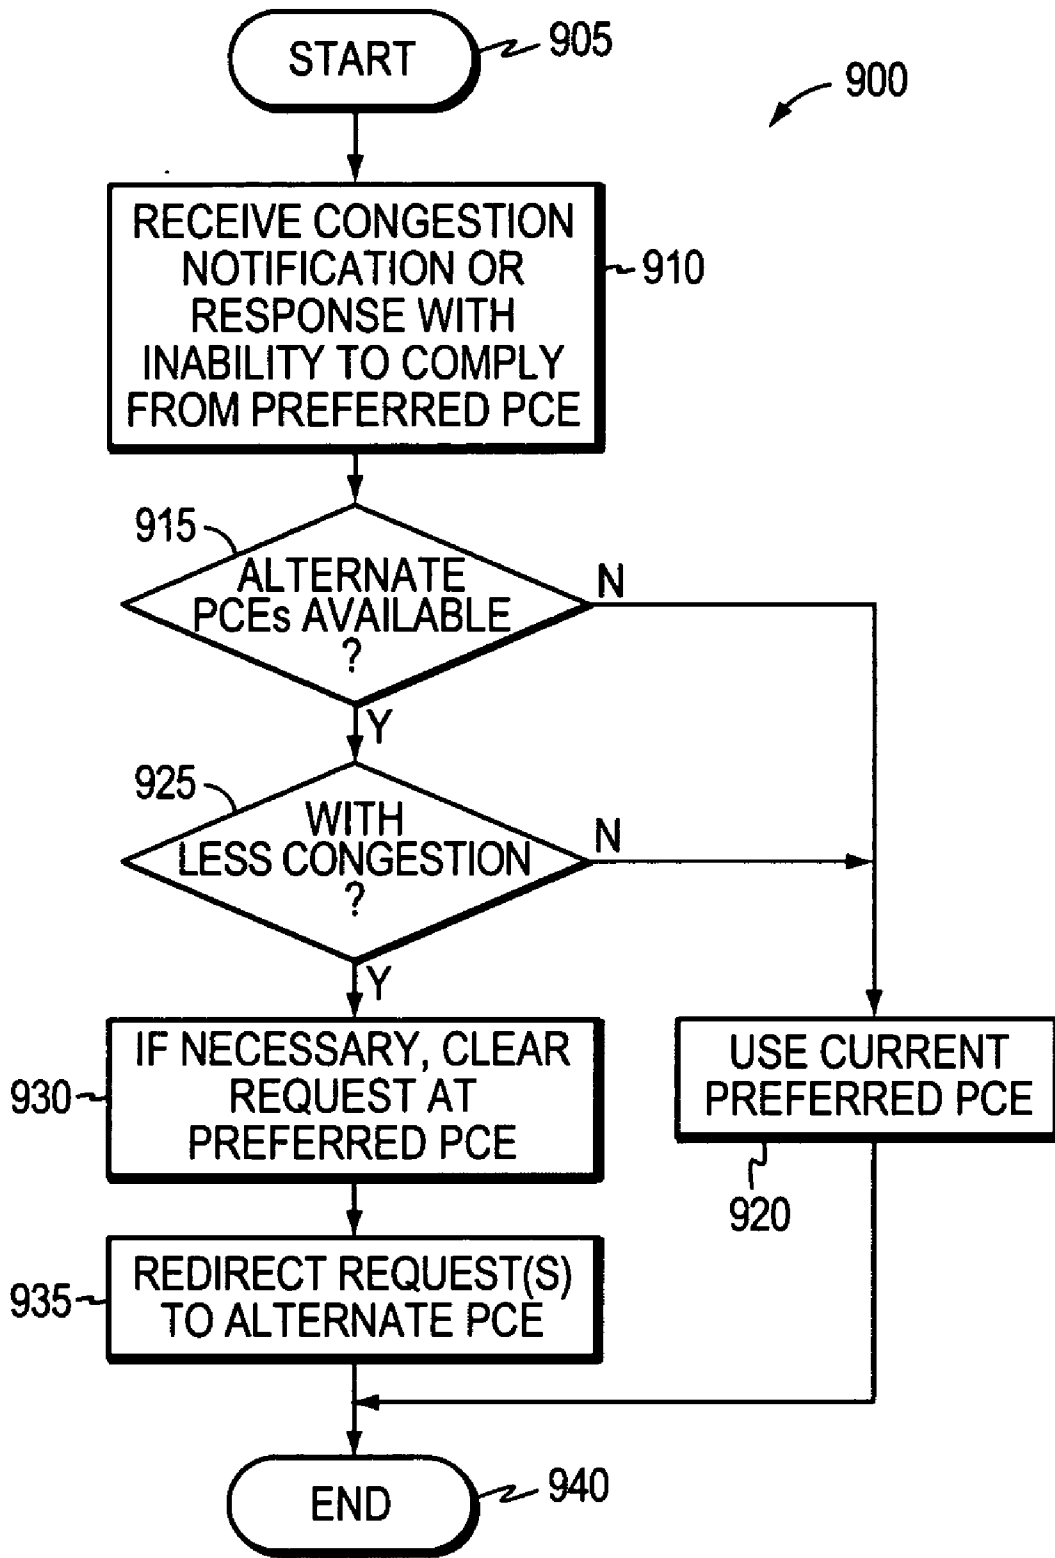 START
905
900
RECEIVE CONGESTION
NOTIFICATION OR
RESPONSE WITH
INABILITY TO COMPLY
FROM PREFERRED PCE
910
915
ALTERNATE
PCEs AVAILABLE
?
N
Y
925
WITH
LESS CONGESTION
?
N
Y
930
IF NECESSARY, CLEAR
REQUEST AT
PREFERRED PCE
USE CURRENT
PREFERRED PCE
920
935
REDIRECT REQUEST(S)
TO ALTERNATE PCE
END
940